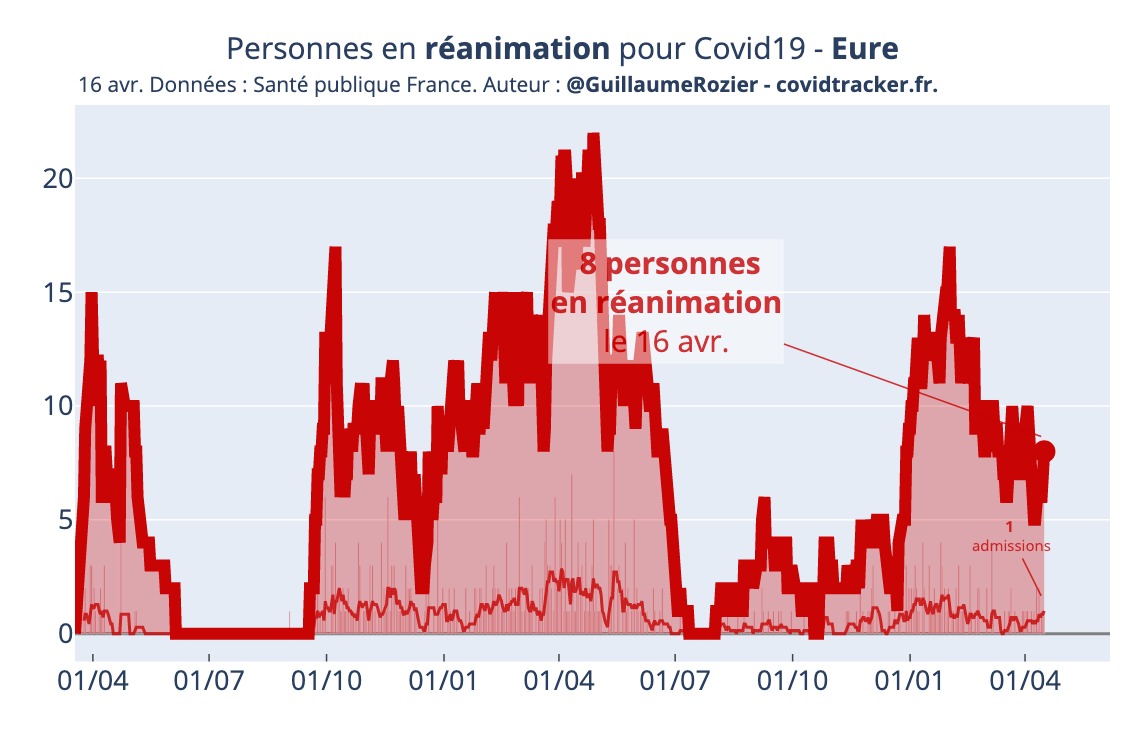 Personnes en réanimation pour Covid19 - Eure
16 avr. Données : Santé publique France. Auteur : @GuillaumeRozier - covidtracker.fr.
20
15
10
5
0
8 personnes
en réanimation
le 16 avr.
1
admissions
01/04 01/07 01/10 01/01 01/04 01/07 01/10 01/01 01/04